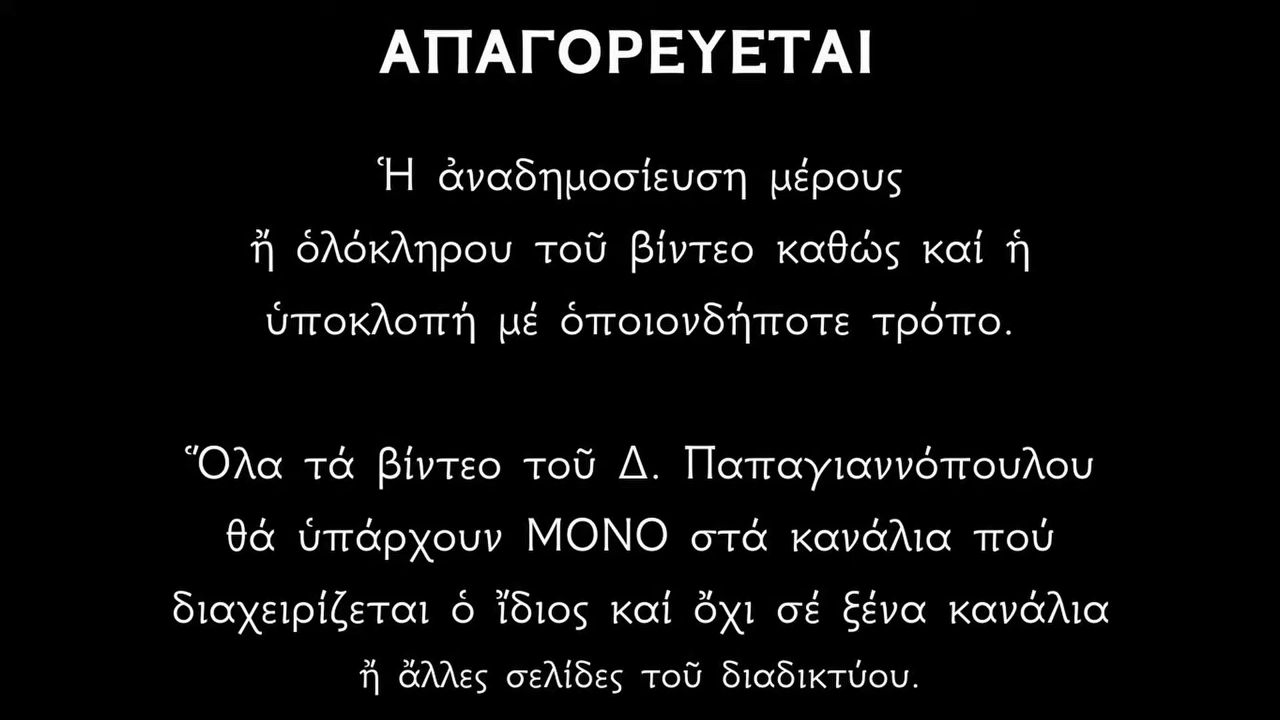 ΑΠΑΓΟΡΕΥΕΤΑΙ
Ἡ ἀναδημοσίευση μέρους
ἤ ὁλόκληρου τοῦ βίντεο καθώς καί ἡ
ὑποκλοπή μέ ὁποιονδήποτε τρόπο.
Ὅλα τά βίντεο τοῦ Δ. Παπαγιαννόπουλου
θά ὑπάρχουν ΜΟΝΟ στά κανάλια πού
διαχειρίζεται ὁ ἴδιος καί ὄχι σέ ξένα κανάλια
ἤ ἄλλες σελίδες τοῦ διαδικτύου.